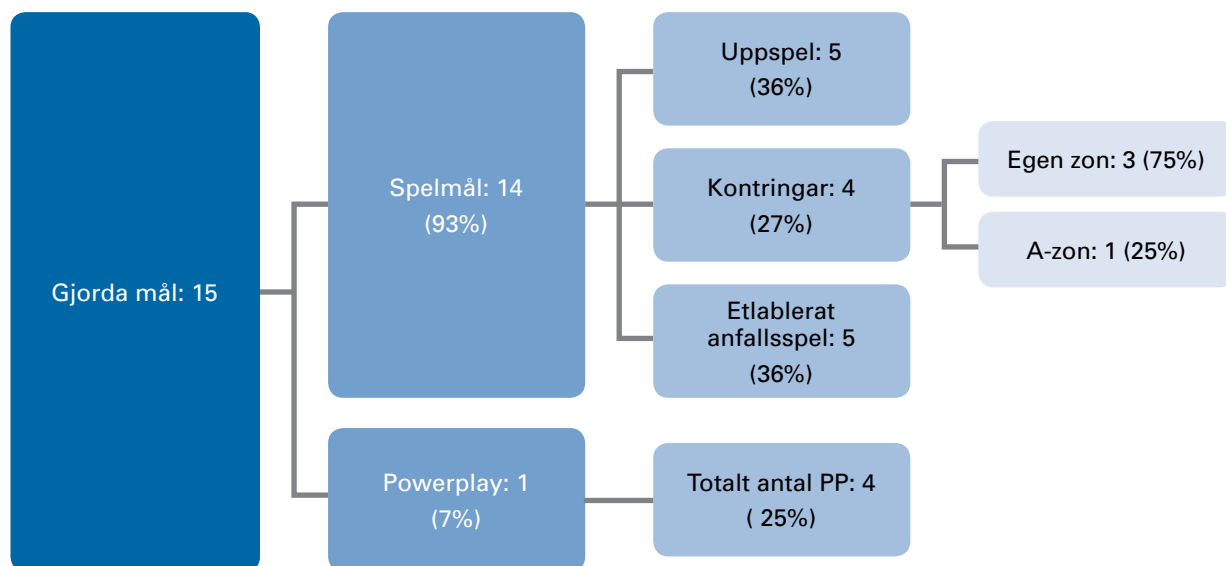 Gjorda mål: 15
Spelmål: 14
(93%)
Powerplay: 1
(7%)
Uppspel: 5
(36%)
Kontringar: 4
(27%)
Etlablerat
anfallsspel: 5
(36%)
Totalt antal PP: 4
( 25%)
Egen zon: 3 (75%)
A-zon: 1 (25%)